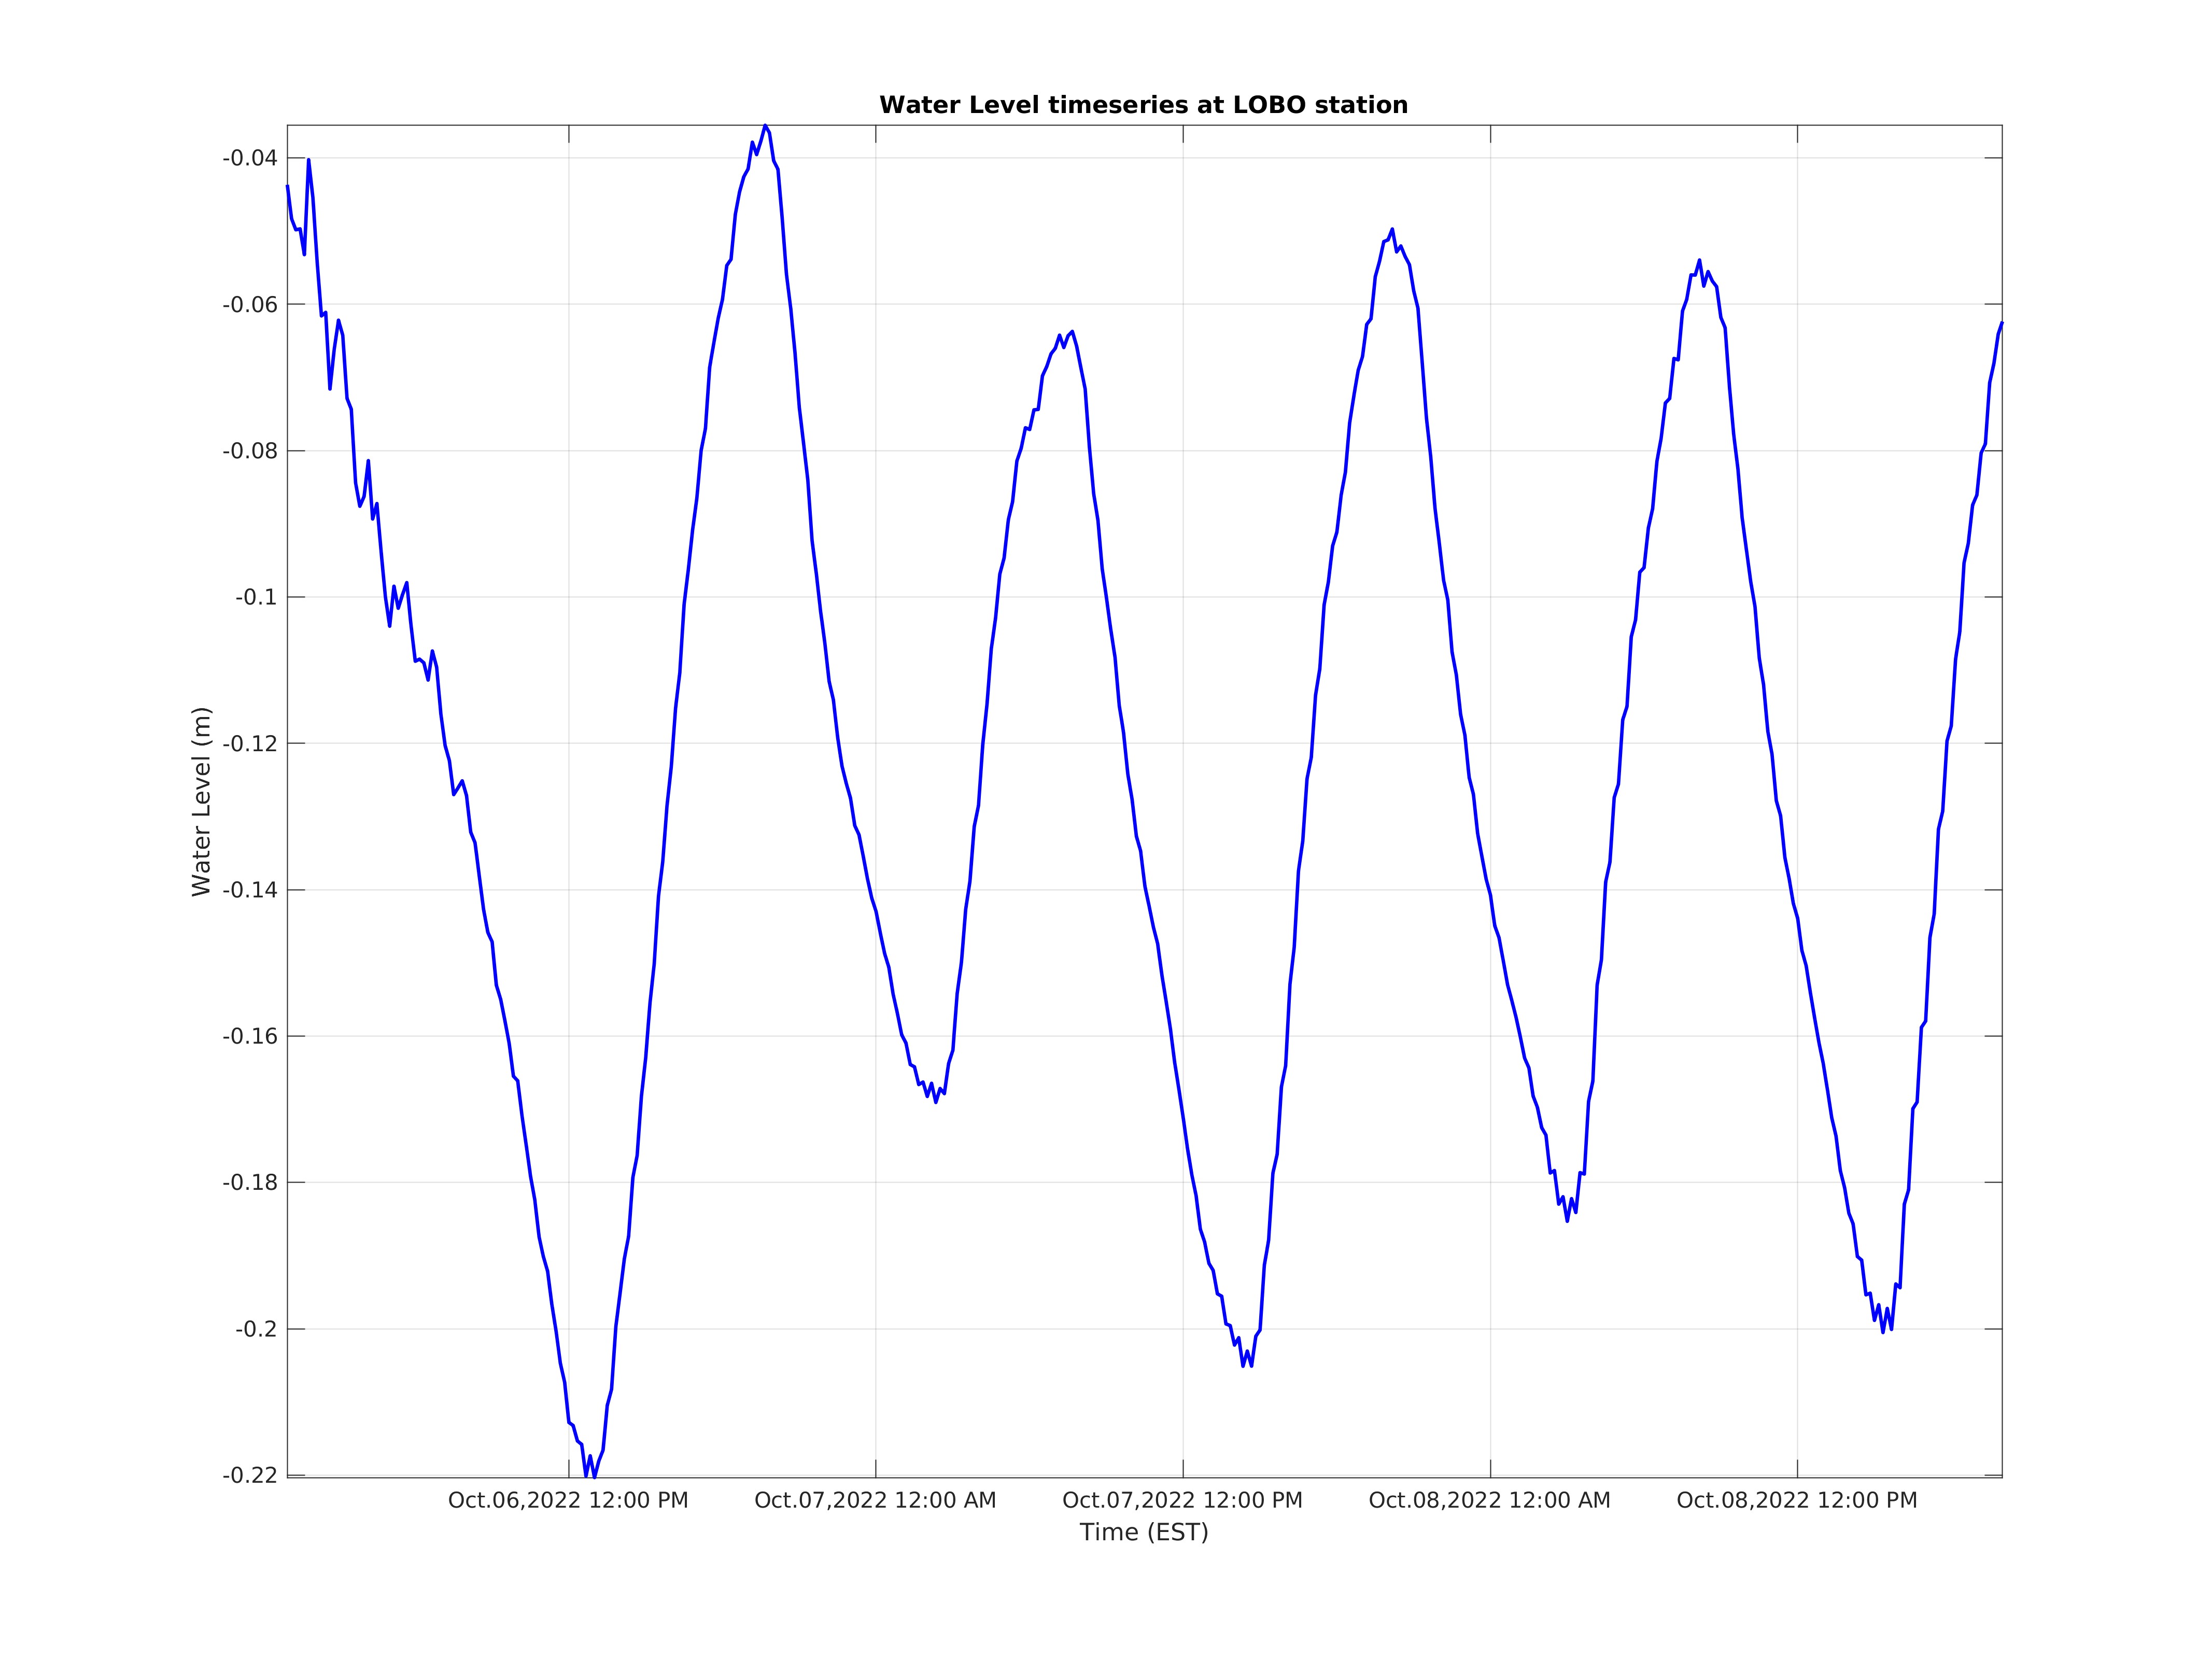 Water Level timeseries at LOBO station
-0.04
-0.06
-0.08
-0.1
-0.12
-0.14
-0.16
-0.18
-0.2
-0.22
Water Level (m)
Oct.06,2022 12:00 PM
Oct.07,2022 12:00 AM
Oct.07,2022 12:00 PM
Oct.08,2022 12:00 AM
Oct.08,2022 12:00 PM
Time (EST)